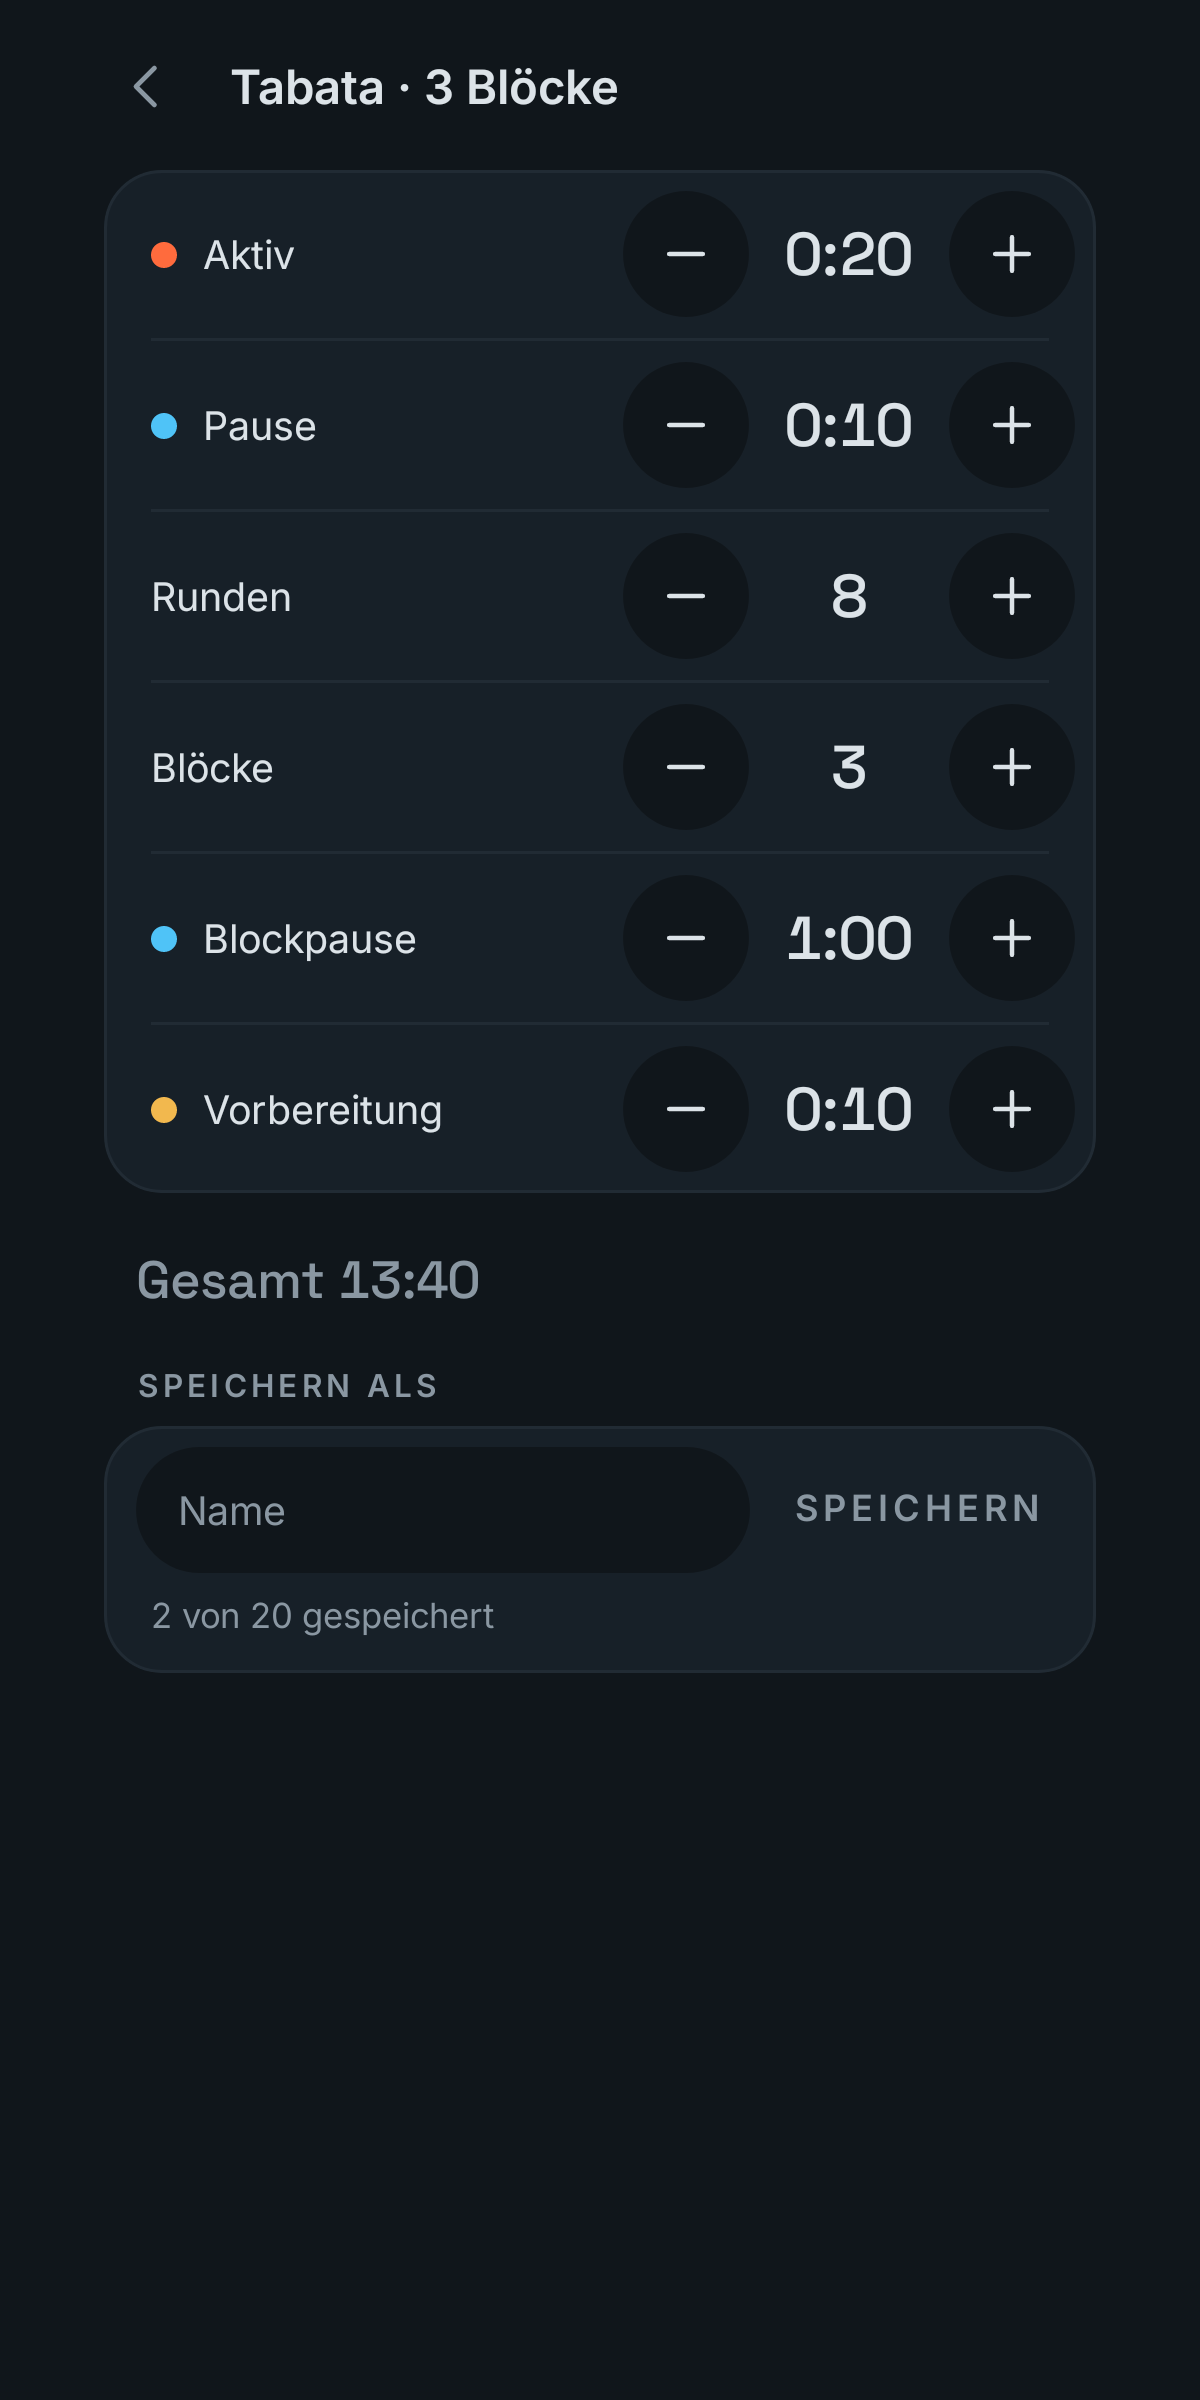 Tabata · 3 Blöcke
Aktiv − 0:20 +
Pause − 0:10 +
Runden − 8 +
Blöcke − 3 +
Blockpause − 1:00 +
Vorbereitung − 0:10 +
Gesamt 13:40
SPEICHERN ALS
Name SPEICHERN
2 von 20 gespeichert